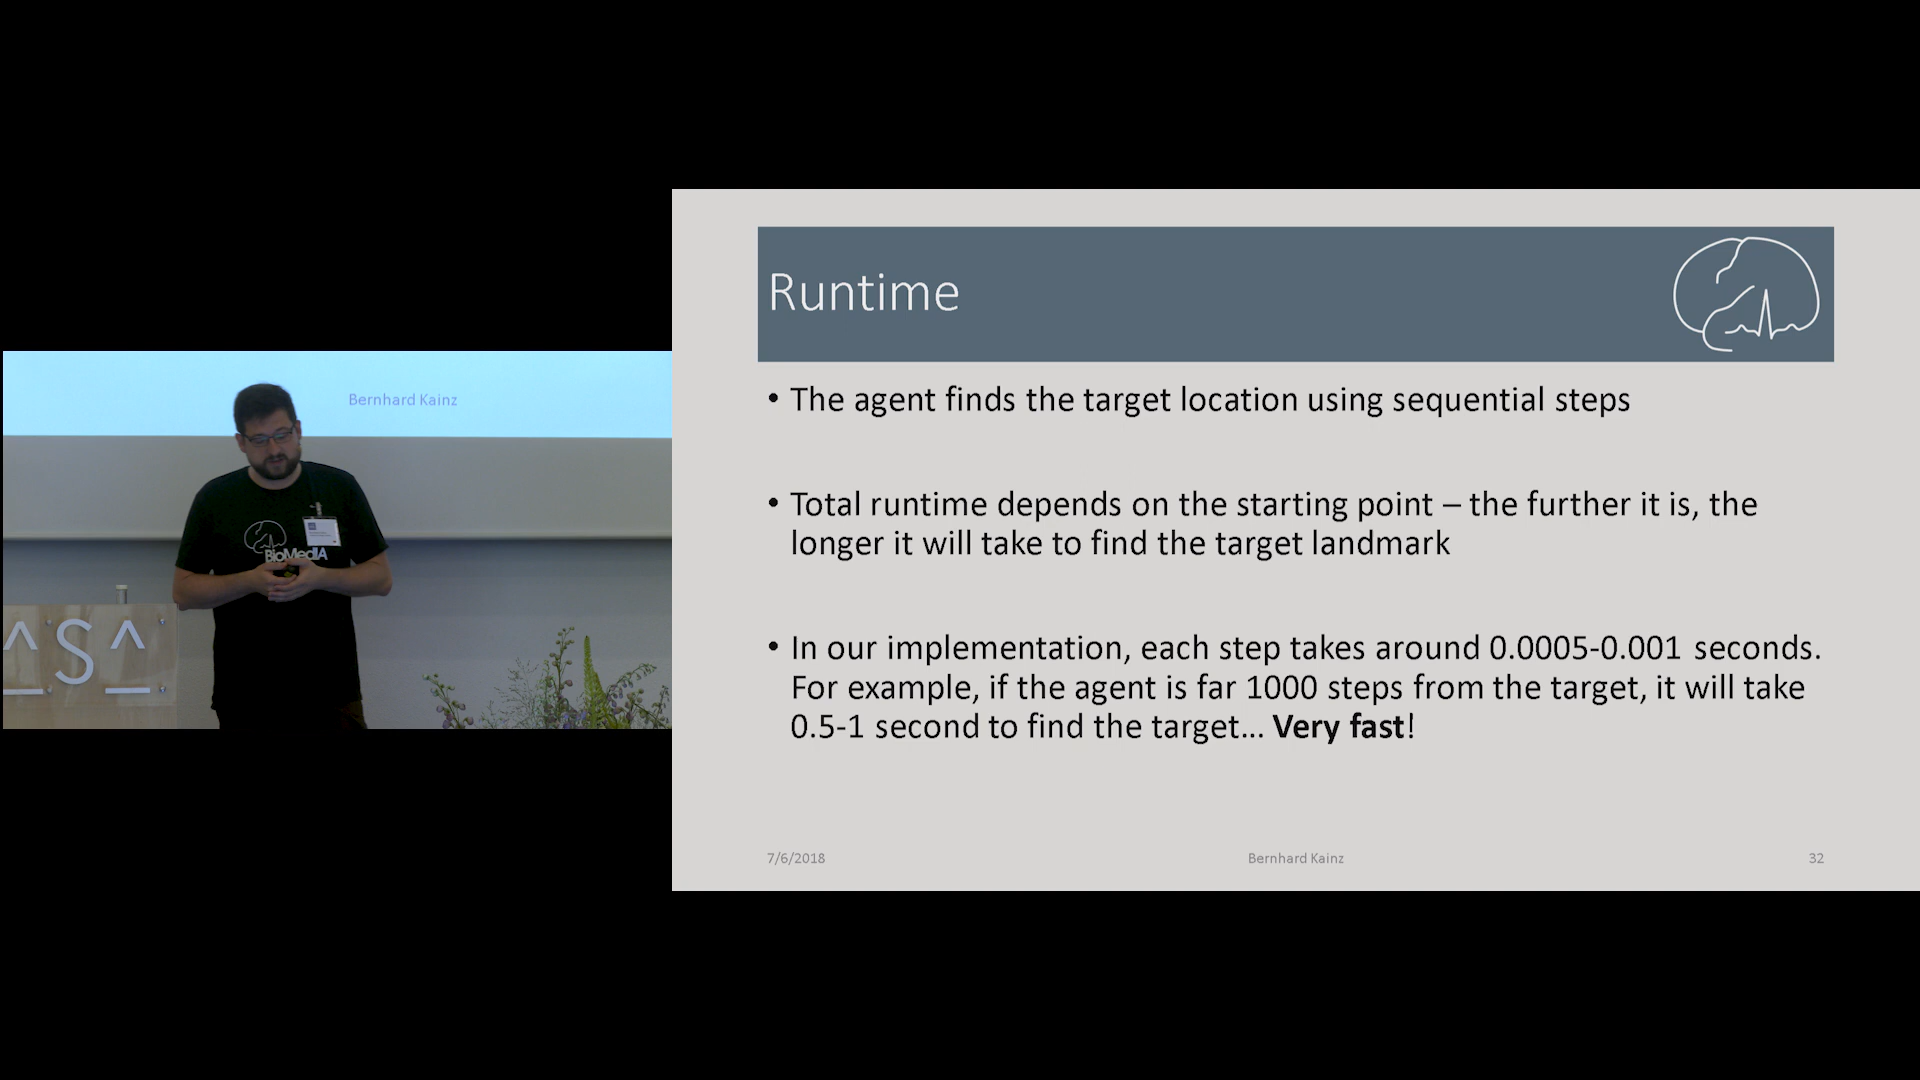 Bernhard Kainz
BioMedIA
ASA
Runtime
• The agent finds the target location using sequential steps
• Total runtime depends on the starting point – the further it is, the
longer it will take to find the target landmark
• In our implementation, each step takes around 0.0005-0.001 seconds.
For example, if the agent is far 1000 steps from the target, it will take
0.5-1 second to find the target... Very fast!
7/6/2018
Bernhard Kainz
32